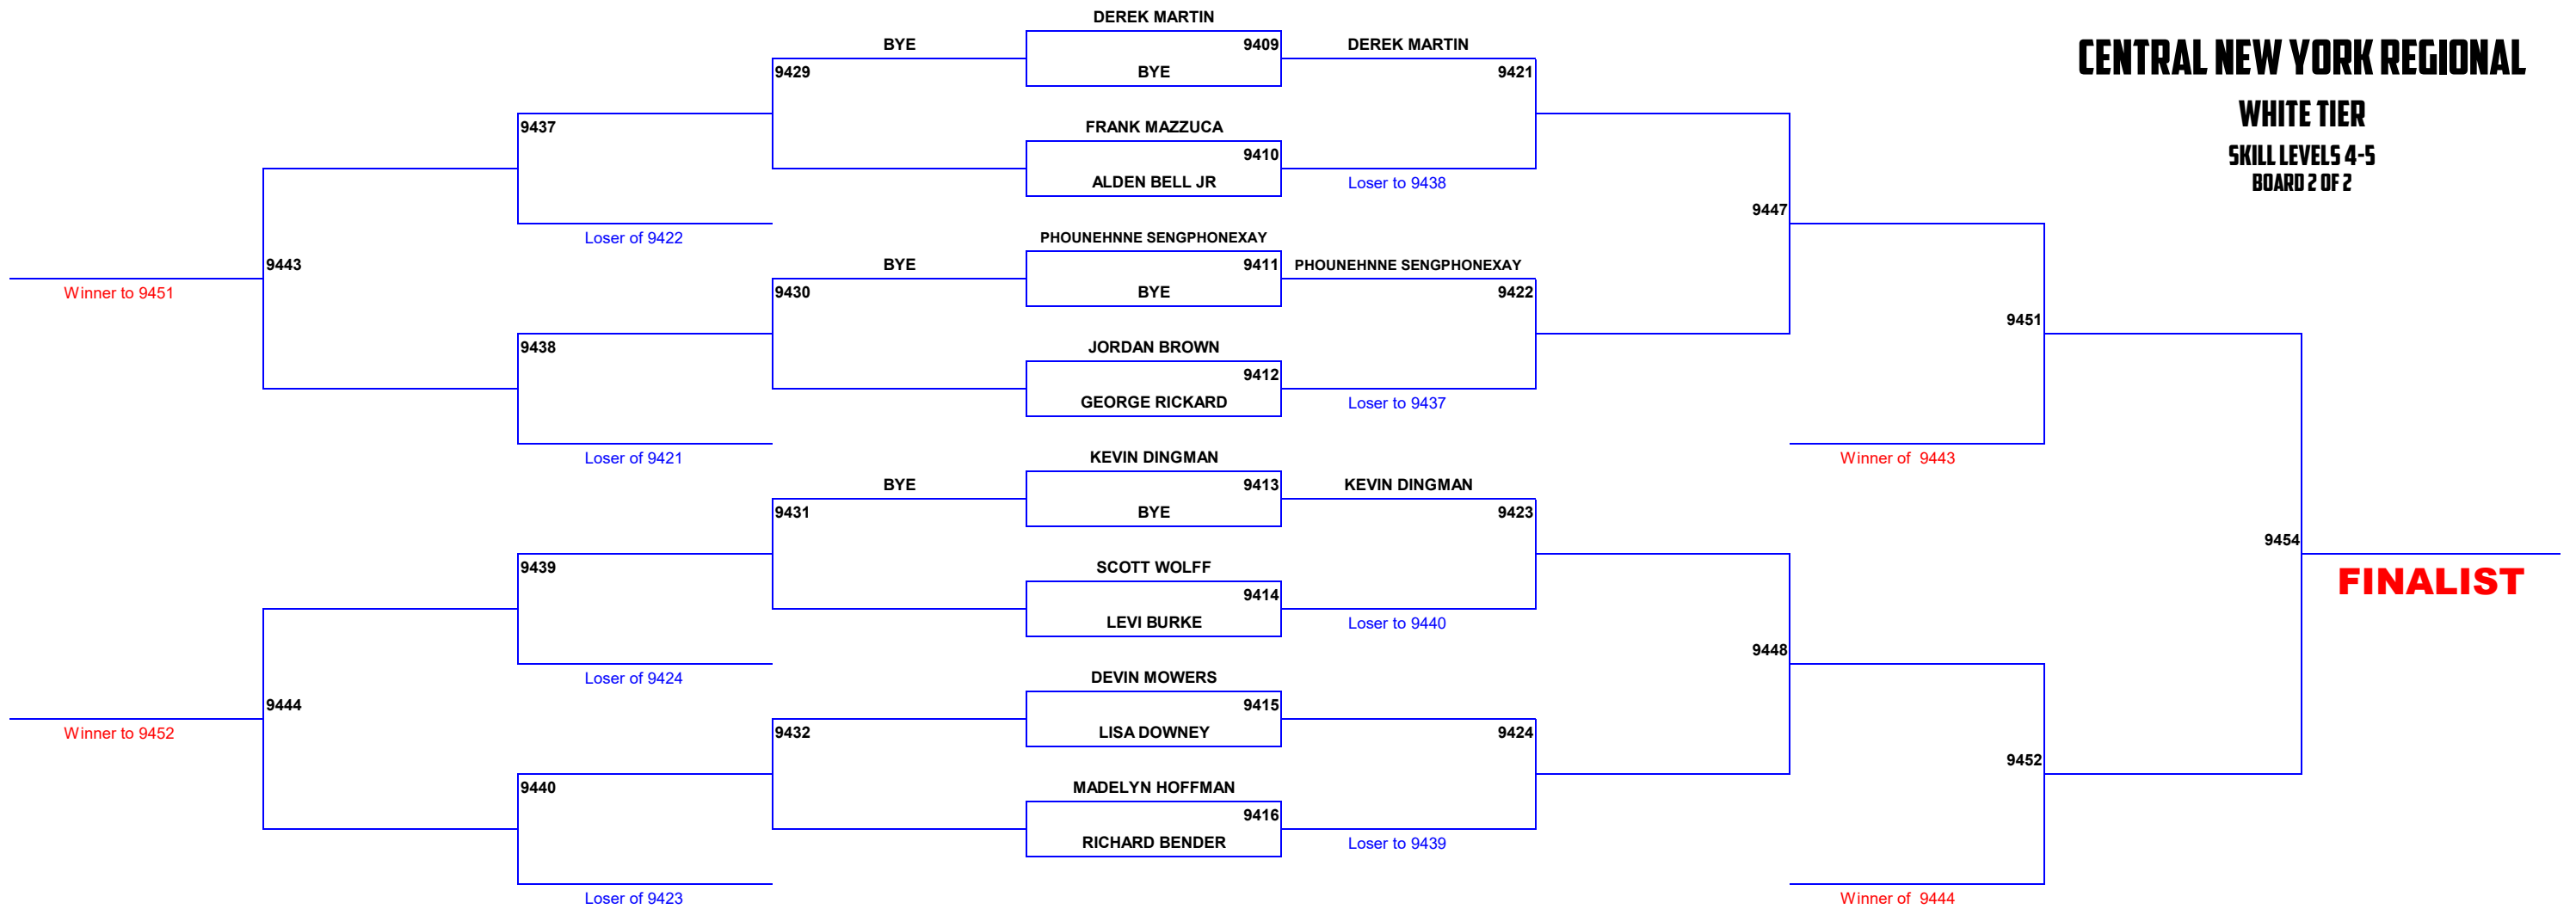 DEREK MARTIN
BYE
9409
DEREK MARTIN
CENTRAL NEW YORK REGIONAL
9429
BYE
9421
WHITE TIER
9437
FRANK MAZZUCA
9410
SKILL LEVELS 4-5
ALDEN BELL JR
Loser to 9438
BOARD 2 OF 2
9447
Loser of 9422
PHOUNEHNNE SENGPHONEXAY
9443
BYE
9411
PHOUNEHNNE SENGPHONEXAY
Winner to 9451
9430
BYE
9422
9451
9438
JORDAN BROWN
9412
GEORGE RICKARD
Loser to 9437
Loser of 9421
KEVIN DINGMAN
Winner of 9443
BYE
9413
KEVIN DINGMAN
9431
BYE
9423
9454
9439
SCOTT WOLFF
FINALIST
9414
LEVI BURKE
Loser to 9440
9448
Loser of 9424
DEVIN MOWERS
9444
9415
Winner to 9452
9432
LISA DOWNEY
9424
9452
9440
MADELYN HOFFMAN
9416
RICHARD BENDER
Loser to 9439
Loser of 9423
Winner of 9444